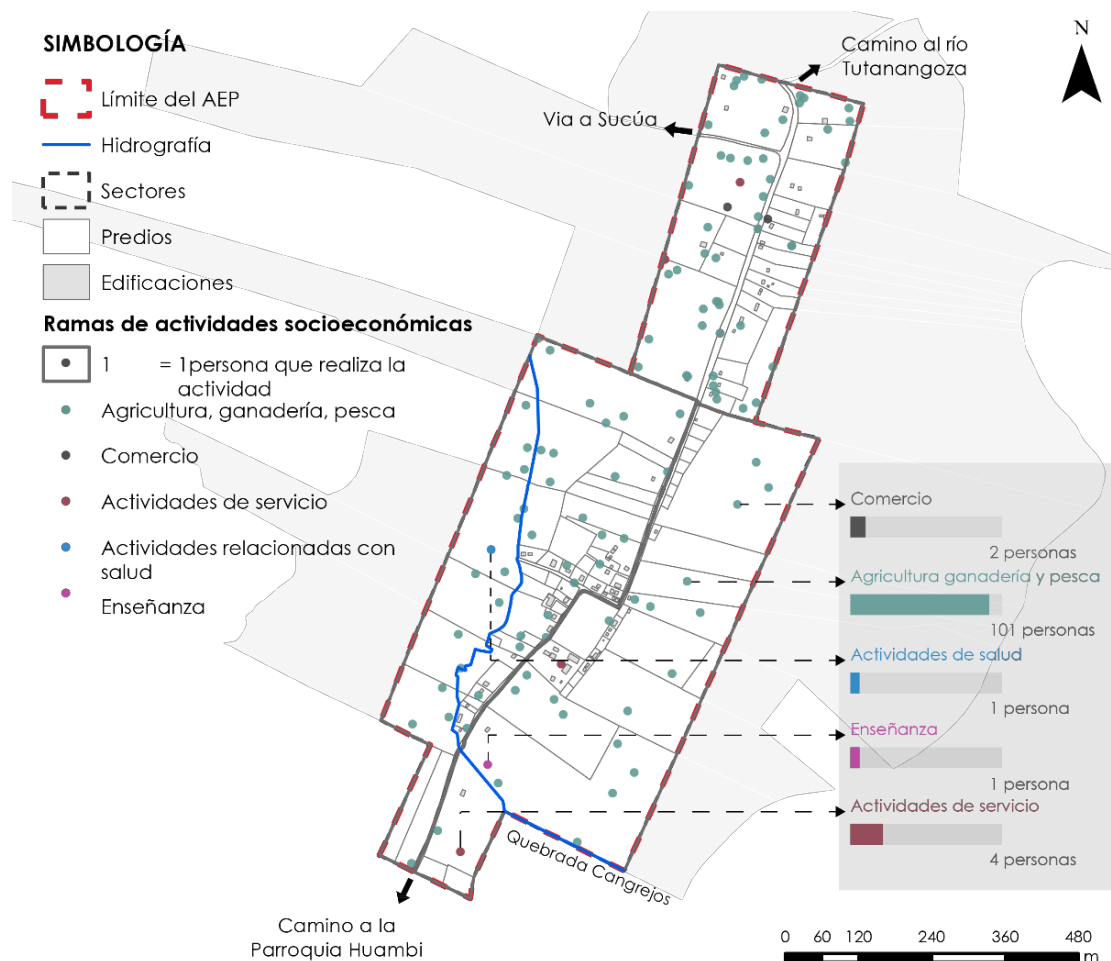 SIMBOLOGÍA
Límite del AEP
Hidrografía
Sectores
Predios
Edificaciones
Ramas de actividades socioeconómicas
1 = 1persona que realiza la
actividad
Agricultura, ganadería, pesca
Comercio
Actividades de servicio
Actividades relacionadas con
salud
Enseñanza
Camino al río
Tutanangoza
Via a Sucúa
N
Comercio
2 personas
Agricultura ganadería y pesca
101 personas
Actividades de salud
1 persona
Enseñanza
1 persona
Actividades de servicio
4 personas
Quebrada Cangrejos
Camino a la
Parroquia Huambi
0 60 120 240 360 480
m